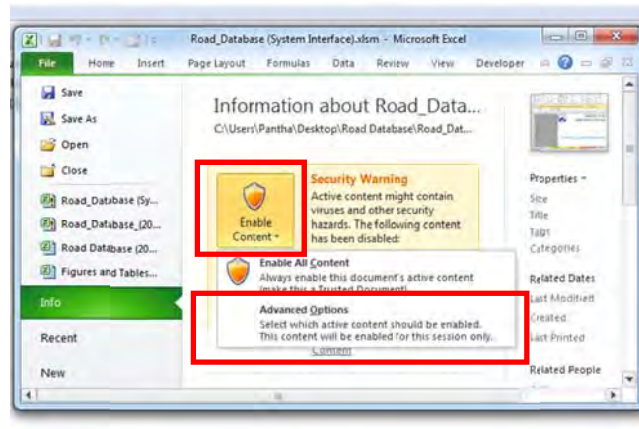 Road_Database (System Interface).xlsm - Microsoft Excel
File Home Insert Page Layout Formulas Data Review View Developer
Save
Save As
Open
Close
Road_Database (Sy...
Road_Database_(20...
Road Database (20...
Figures and Tables...
Info
Recent
New
Information about Road_Data...
C:\Users\Pantha\Desktop\Road Database\Road_Dat...
Enable
Content
Security Warning
Active content might contain
viruses and other security
hazards. The following content
has been disabled:
Enable All Content
Always enable this document's active content
(make this a Trusted Document)
Advanced Options
Select which active content should be enabled.
This content will be enabled for this session only.
Content
Properties
Size
Title
Tags
Categories
Related Dates
Last Modified
Created
Last Printed
Related People